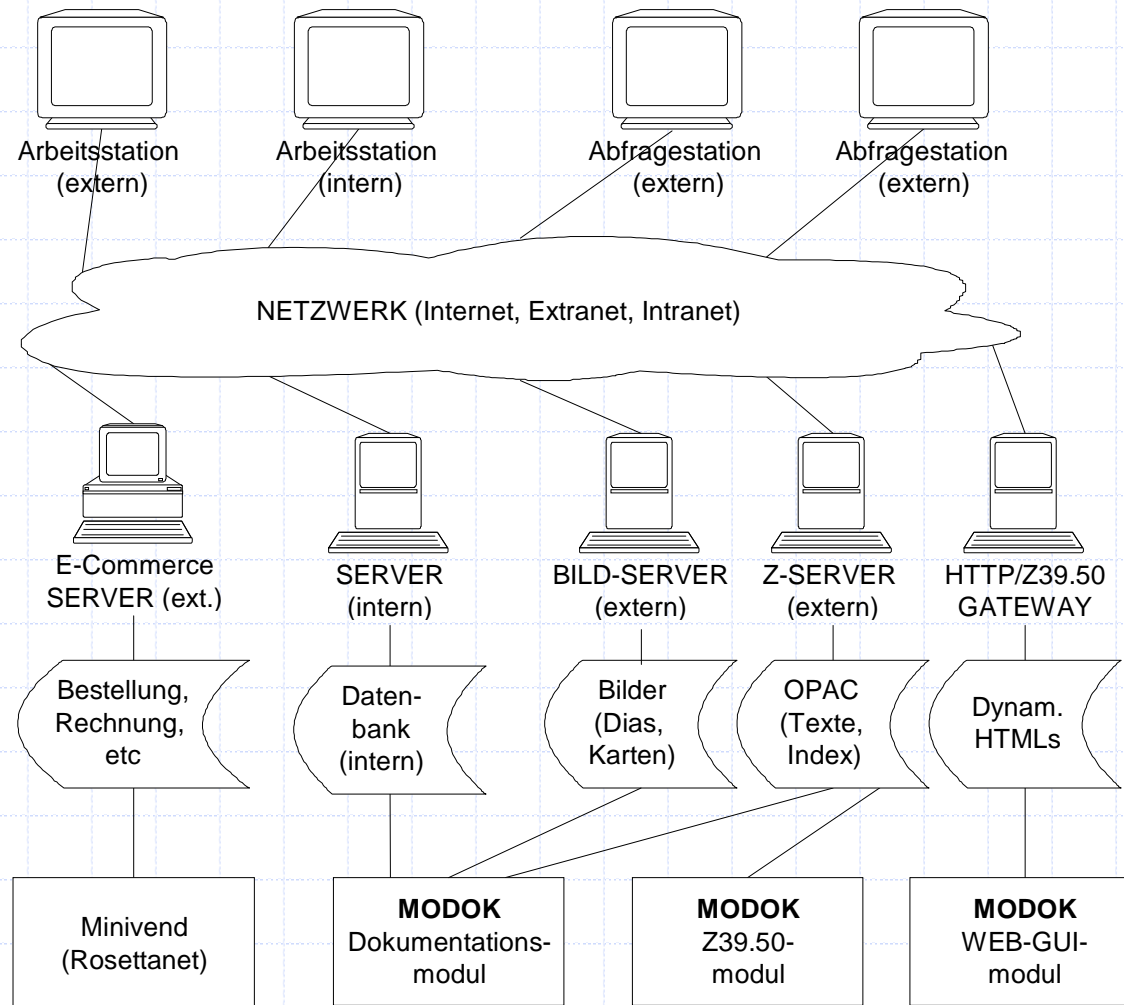 Arbeitsstation
(extern)
Arbeitsstation
(intern)
Abfragestation
(extern)
Abfragestation
(extern)
NETZWERK (Internet, Extranet, Intranet)
E-Commerce
SERVER (ext.)
SERVER
(intern)
BILD-SERVER
(extern)
Z-SERVER
(extern)
HTTP/Z39.50
GATEWAY
Bestellung,
Rechnung,
etc
Daten-
bank
(intern)
Bilder
(Dias,
Karten)
OPAC
(Texte,
Index)
Dynam.
HTMLs
Minivend
(Rosettanet)
MODOK
Dokumentations-
modul
MODOK
Z39.50-
modul
MODOK
WEB-GUI-
modul